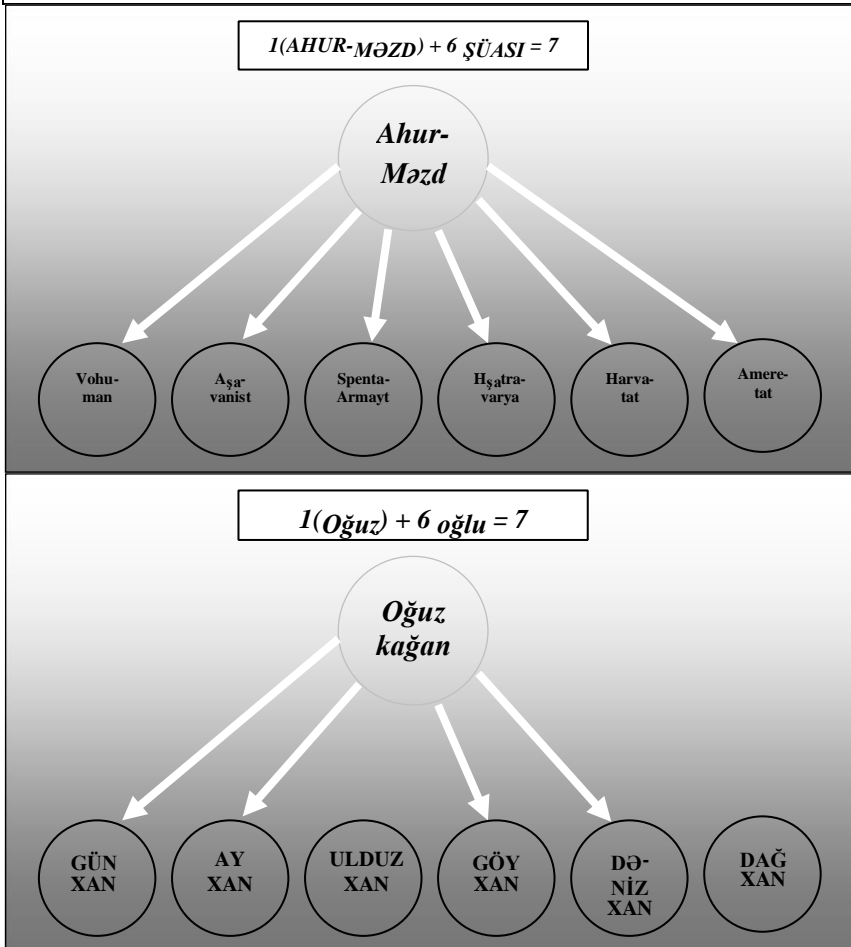 1(AHUR-MƏZD) + 6 ŞÜASI = 7
Ahur-
Məzd
Vohu-
man
Aşa-
vanist
Spenta-
Armayt
Hşatra-
varya
Harva-
tat
Amere-
tat
1(Oğuz) + 6 oğlu = 7
Oğuz
kağan
GÜN
XAN
AY
XAN
ULDUZ
XAN
GÖY
XAN
DƏ-
NİZ
XAN
DAĞ
XAN